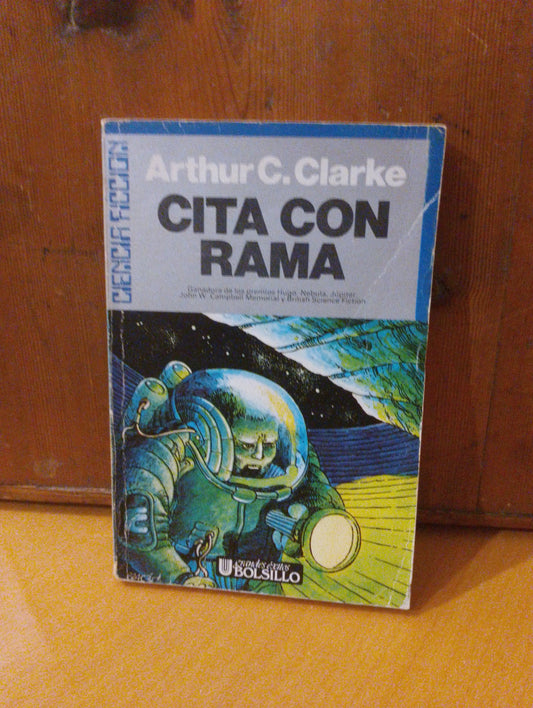 CIENCIA FICCION
Arthur C. Clarke
CITA CON
RAMA
Ganadora de los premios Hugo, Nebula, Júpiter,
John W. Campbell Memorial y British Science Fiction
grandes éxitos
BOLSILLO